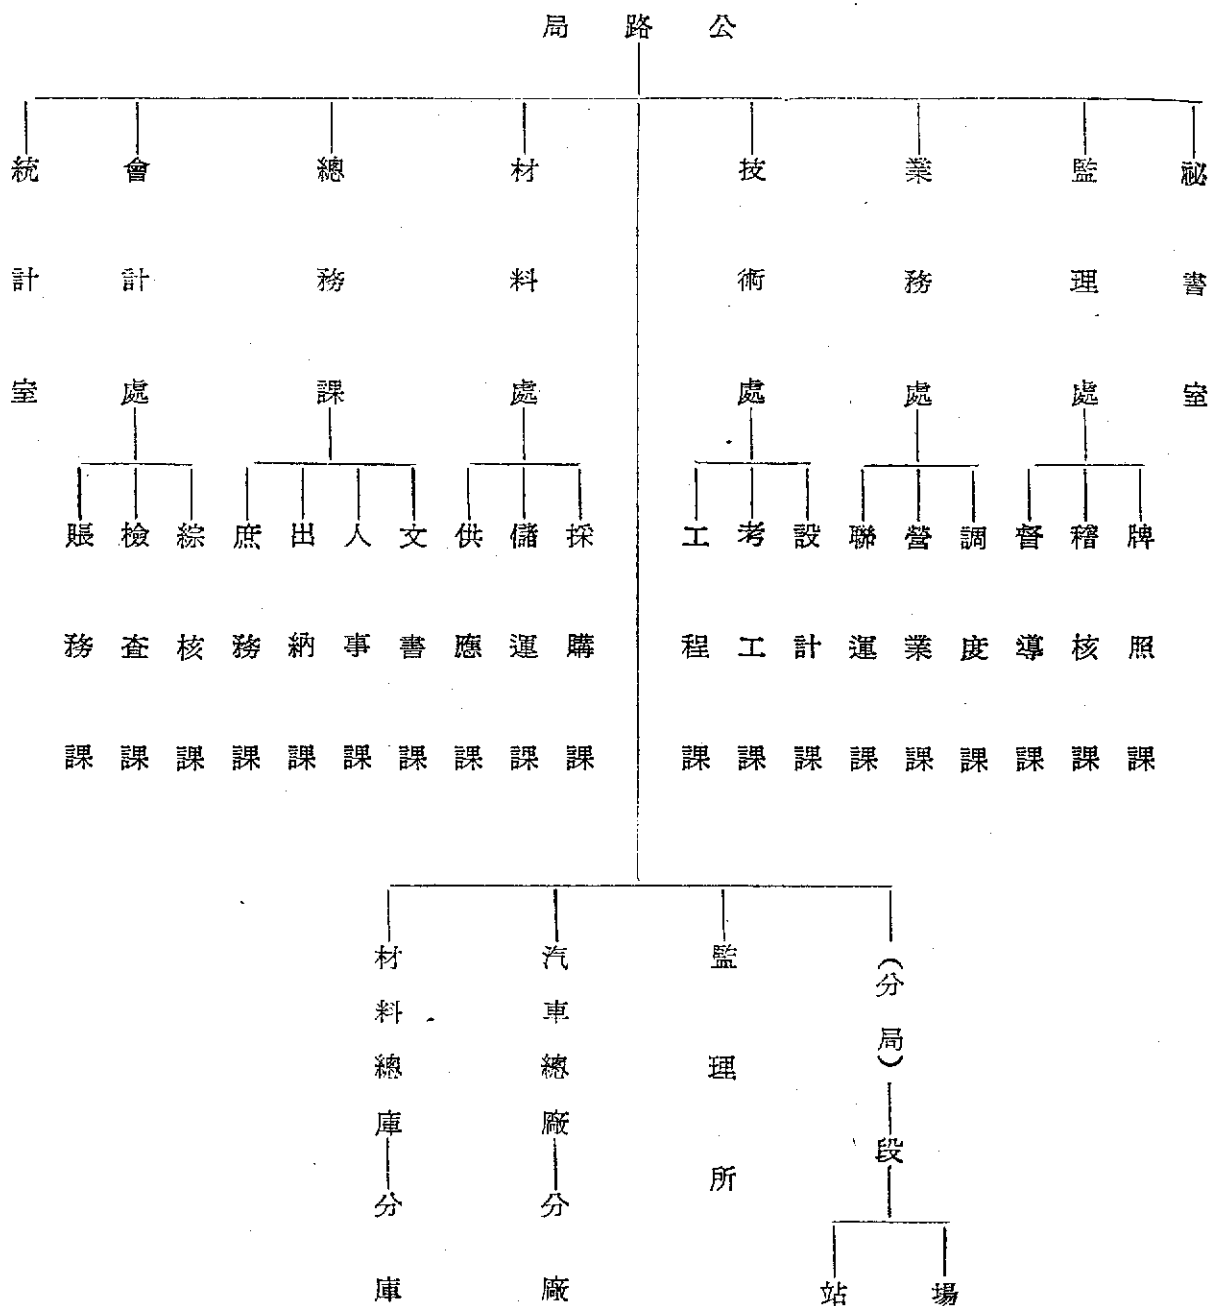 公路局
祕書室
監理處
業務處
技術處
材料處
總務課
會計處
統計室
牌照課
稽核課
督導課
調度課
營業課
聯運課
設計課
考工課
工程課
採購課
儲運課
供應課
文書課
人事課
出納課
庶務課
綜核課
檢查課
賬務課
(分局)
段
場
站
監理所
汽車總廠
分廠
材料總庫
分庫